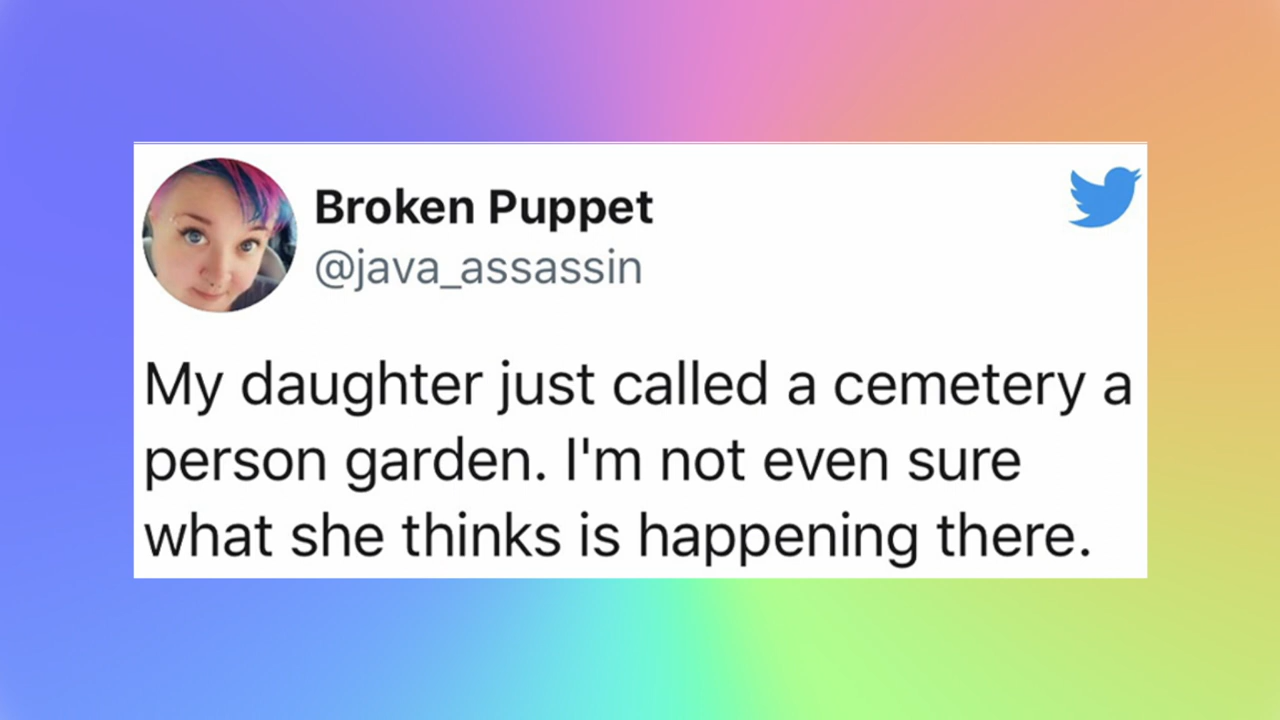 Broken Puppet
@java_assassin
My daughter just called a cemetery a
person garden. I'm not even sure
what she thinks is happening there.